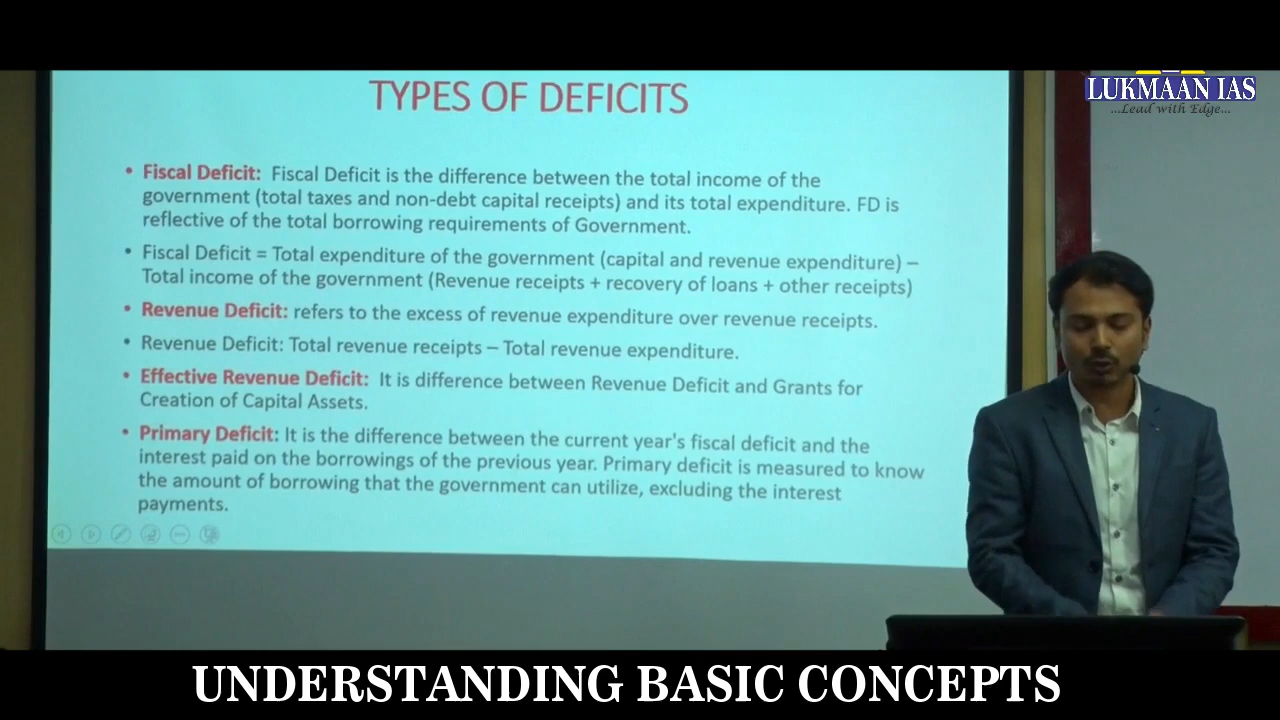 LUKMAAN IAS
...Lead with Edge...
TYPES OF DEFICITS
• Fiscal Deficit: Fiscal Deficit is the difference between the total income of the
government (total taxes and non-debt capital receipts) and its total expenditure. FD is
reflective of the total borrowing requirements of Government.
• Fiscal Deficit = Total expenditure of the government (capital and revenue expenditure) –
Total income of the government (Revenue receipts + recovery of loans + other receipts)
• Revenue Deficit: refers to the excess of revenue expenditure over revenue receipts.
• Revenue Deficit: Total revenue receipts – Total revenue expenditure.
• Effective Revenue Deficit: It is difference between Revenue Deficit and Grants for
Creation of Capital Assets.
• Primary Deficit: It is the difference between the current year's fiscal deficit and the
interest paid on the borrowings of the previous year. Primary deficit is measured to know
the amount of borrowing that the government can utilize, excluding the interest
payments.
UNDERSTANDING BASIC CONCEPTS